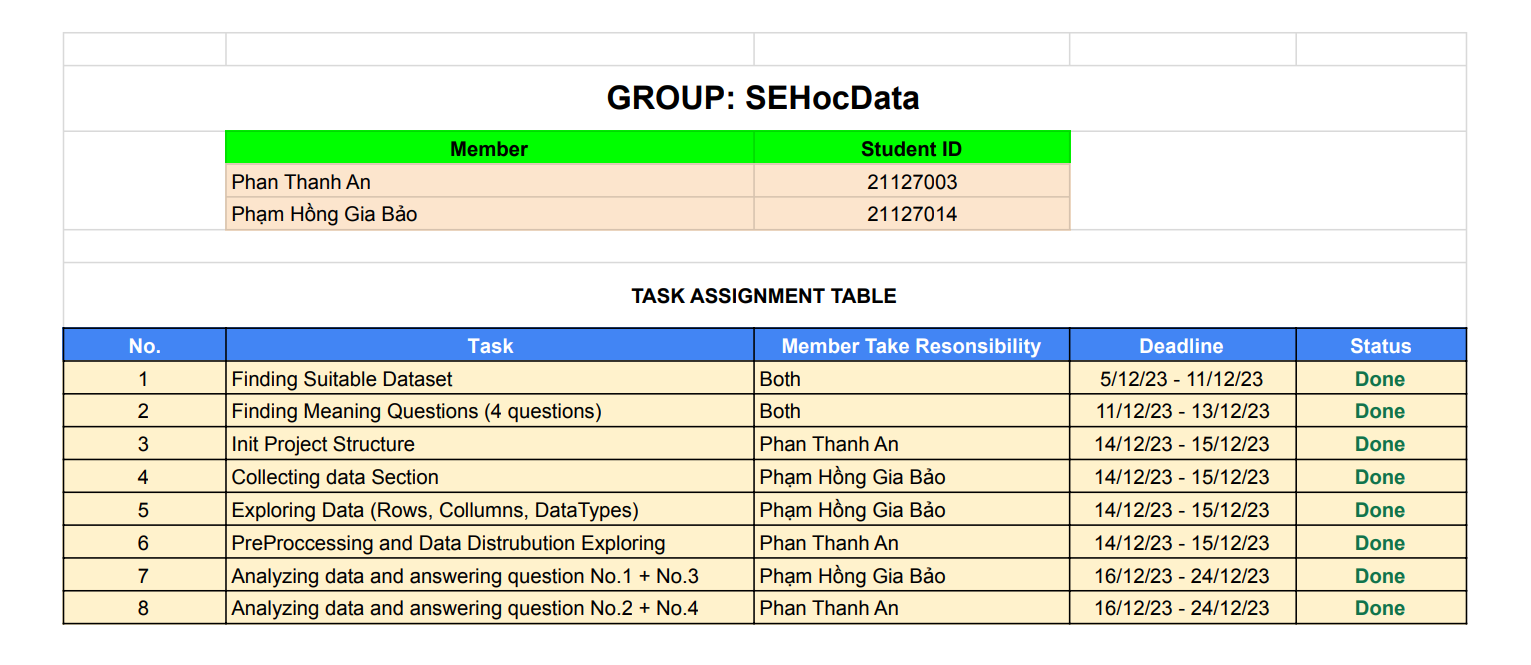 GROUP: SEHocData
Member Student ID
Phan Thanh An 21127003
Phạm Hồng Gia Bảo 21127014
TASK ASSIGNMENT TABLE
No. Task Member Take Resonsibility Deadline Status
1 Finding Suitable Dataset Both 5/12/23 - 11/12/23 Done
2 Finding Meaning Questions (4 questions) Both 11/12/23 - 13/12/23 Done
3 Init Project Structure Phan Thanh An 14/12/23 - 15/12/23 Done
4 Collecting data Section Phạm Hồng Gia Bảo 14/12/23 - 15/12/23 Done
5 Exploring Data (Rows, Collumns, DataTypes) Phạm Hồng Gia Bảo 14/12/23 - 15/12/23 Done
6 PreProccessing and Data Distrubution Exploring Phan Thanh An 14/12/23 - 15/12/23 Done
7 Analyzing data and answering question No.1 + No.3 Phạm Hồng Gia Bảo 16/12/23 - 24/12/23 Done
8 Analyzing data and answering question No.2 + No.4 Phan Thanh An 16/12/23 - 24/12/23 Done